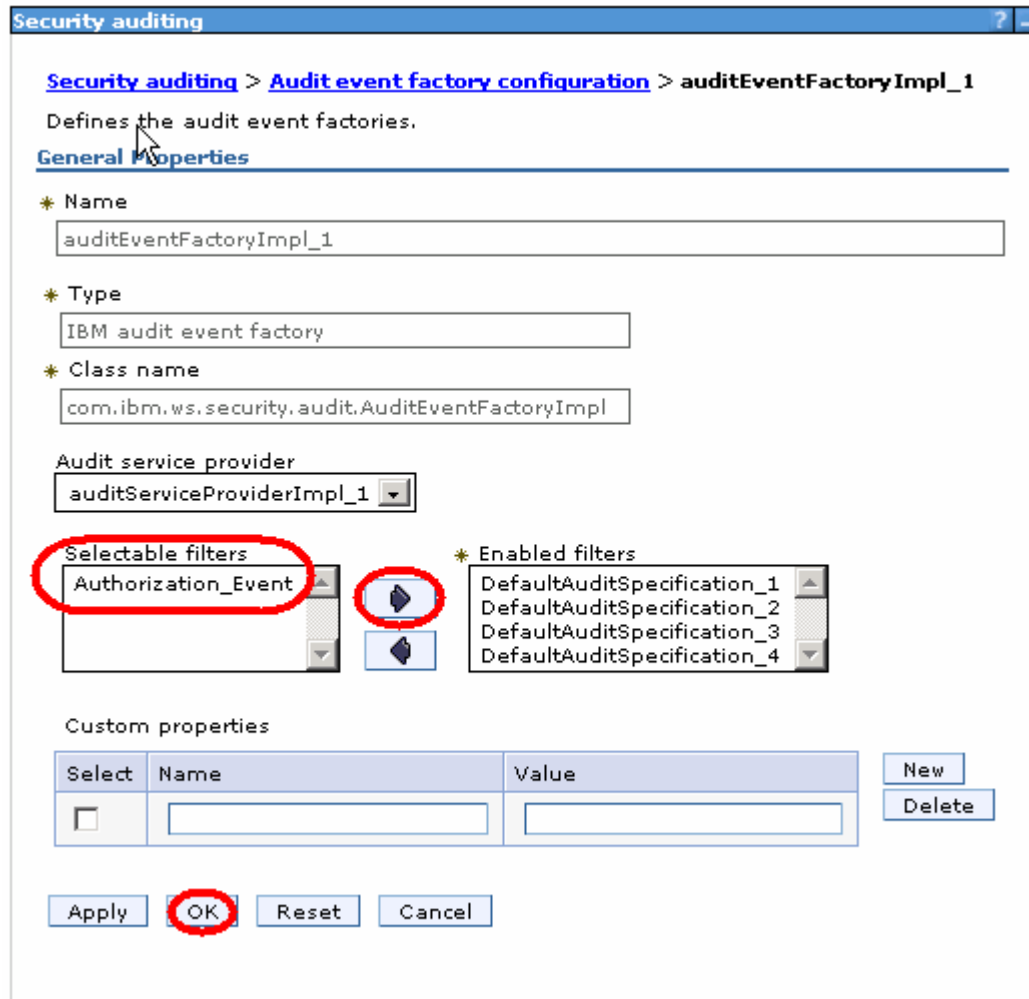 Security auditing ? -
Security auditing > Audit event factory configuration > auditEventFactoryImpl_1
Defines the audit event factories.
General Properties
* Name
auditEventFactoryImpl_1
* Type
IBM audit event factory
* Class name
com.ibm.ws.security.audit.AuditEventFactoryImpl
Audit service provider
auditServiceProviderImpl_1
Selectable filters
Authorization_Event
* Enabled filters
DefaultAuditSpecification_1
DefaultAuditSpecification_2
DefaultAuditSpecification_3
DefaultAuditSpecification_4
Custom properties
Select Name Value
New
Delete
Apply OK Reset Cancel